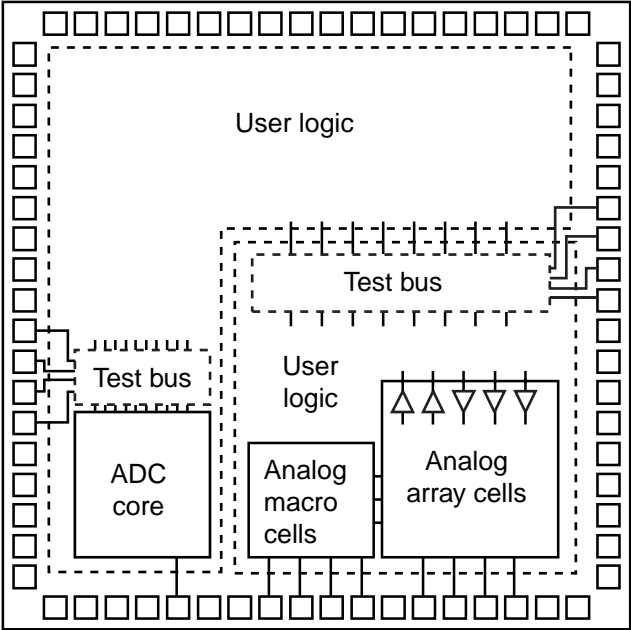 User logic
Test bus
User
logic
Test bus
ADC
core
Analog
macro
cells
Analog
array cells